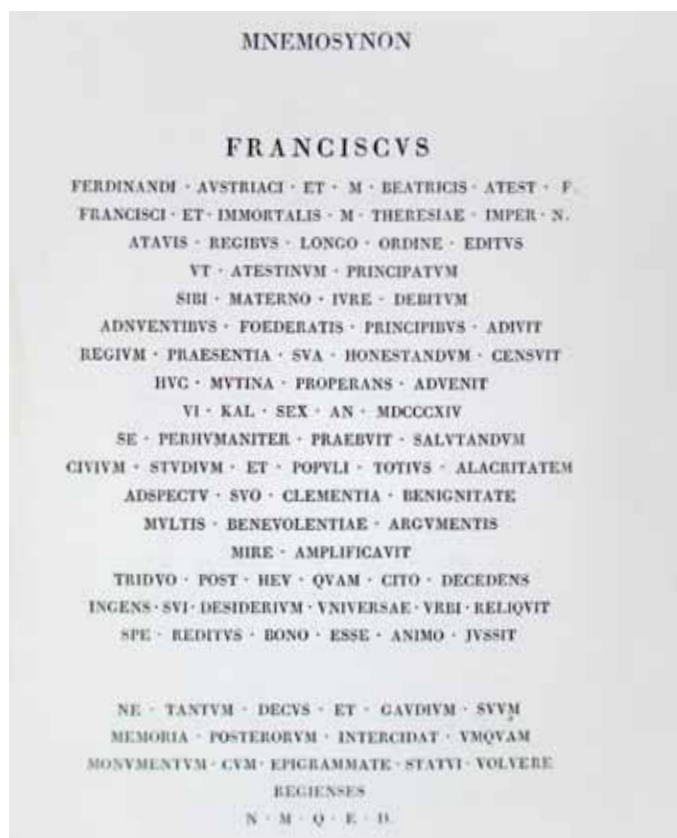 MNEMOSYNON
FRANCISCVS
FERDINANDI · AVSTRIACI · ET · M · BEATRICIS · ATEST · F.
FRANCISCI · ET · IMMORTALIS · M · THERESIAE · IMPER · N.
ATAVIS · REGIBVS · LONGO · ORDINE · EDITVS
VT · ATESTINVM · PRINCIPATVM
SIBI · MATERNO · IVRE · DEBITVM
ADNVENTIBVS · FOEDERATIS · PRINCIPIBVS · ADIVIT
REGIVM · PRAESENTIA · SVA · HONESTANDVM · CENSVIT
HVC · MVTINA · PROPERANS · ADVENIT
VI · KAL · SEX · AN · MDCCCXIV
SE · PERHVMANITER · PRAEBVIT · SALVTANDVM
CIVIVM · STVDIVM · ET · POPVLI · TOTIVS · ALACRITATEM
ADSPECTV · SVO · CLEMENTIA · BENIGNITATE
MVLTIS · BENEVOLENTIAE · ARGVMENTIS
MIRE · AMPLIFICAVIT
TRIDVO · POST · HEV · QVAM · CITO · DECEDENS
INGENS · SVI · DESIDERIVM · VNIVERSAE · VRBI · RELIQVIT
SPE · REDITVS · BONO · ESSE · ANIMO · JVSSIT
NE · TANTVM · DECVS · ET · GAVDIVM · SVVM
MEMORIA · POSTERORVM · INTERCIDAT · VMQVAM
MONVMENTVM · CVM · EPIGRAMMATE · STATVI · VOLVERE
REGIENSES
N · M · Q · E · D.